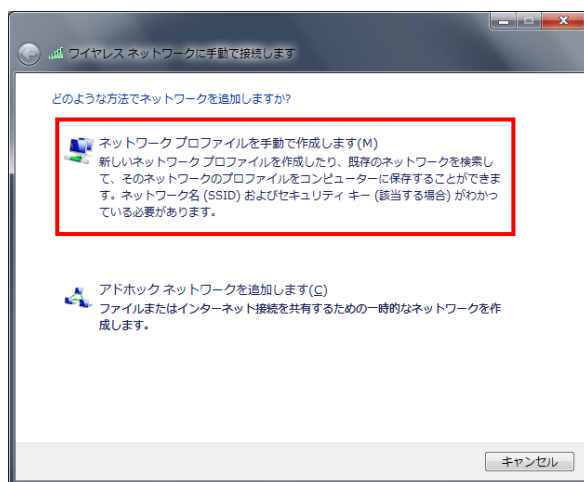 ワイヤレス ネットワークに手動で接続します
どのような方法でネットワークを追加しますか?
ネットワーク プロファイルを手動で作成します(M)
新しいネットワーク プロファイルを作成したり、既存のネットワークを検索し
て、そのネットワークのプロファイルをコンピューターに保存することができま
す。ネットワーク名 (SSID) およびセキュリティ キー (該当する場合) がわかっ
ている必要があります。
アドホック ネットワークを追加します(C)
ファイルまたはインターネット接続を共有するための一時的なネットワークを作
成します。
キャンセル